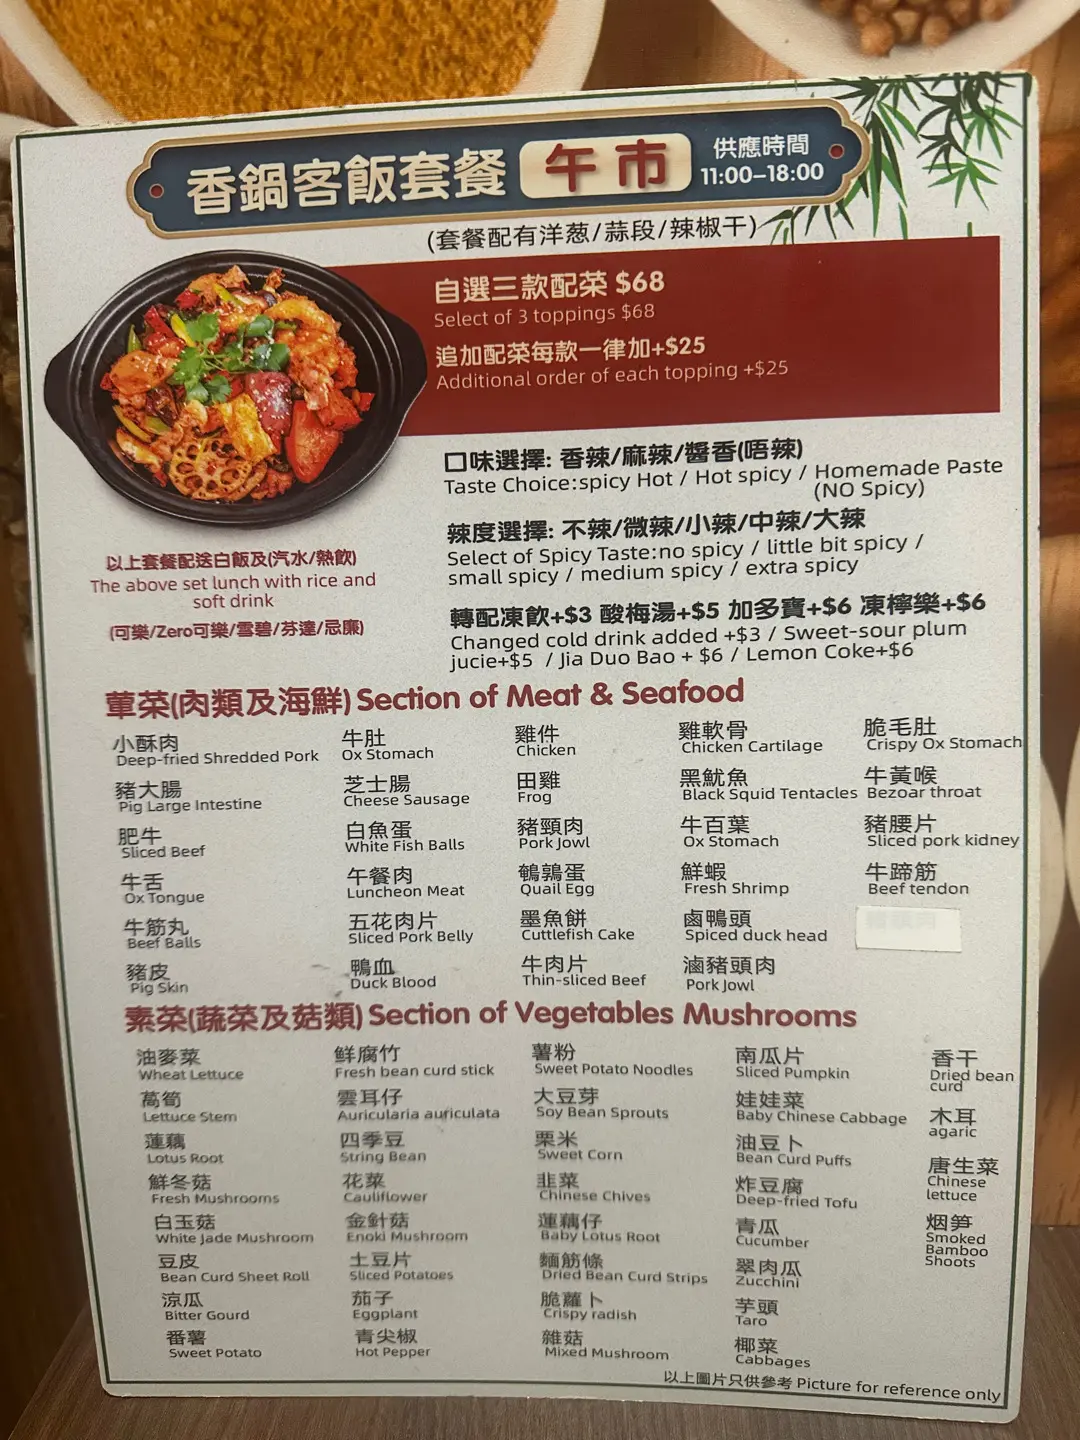 香鍋客飯套餐 午市 供應時間
11:00–18:00
(套餐配有洋葱/蒜段/辣椒干)
自選三款配菜 $68
Select of 3 toppings $68
追加配菜每款一律加+$25
Additional order of each topping +$25
口味選擇: 香辣/麻辣/醬香(唔辣)
Taste Choice:spicy Hot / Hot spicy / Homemade Paste
(NO Spicy)
辣度選擇: 不辣/微辣/小辣/中辣/大辣
Select of Spicy Taste:no spicy / little bit spicy /
small spicy / medium spicy / extra spicy
轉配凍飲+$3 酸梅湯+$5 加多寶+$6 凍檸樂+$6
Changed cold drink added +$3 / Sweet-sour plum
jucie+$5 / Jia Duo Bao + $6 / Lemon Coke+$6
以上套餐配送白飯及(汽水/熱飲)
The above set lunch with rice and
soft drink
(可樂/Zero可樂/雪碧/芬達/忌廉)
葷菜(肉類及海鮮) Section of Meat & Seafood
小酥肉
Deep-fried Shredded Pork
豬大腸
Pig Large Intestine
肥牛
Sliced Beef
牛舌
Ox Tongue
牛筋丸
Beef Balls
豬皮
Pig Skin
牛肚
Ox Stomach
芝士腸
Cheese Sausage
白魚蛋
White Fish Balls
午餐肉
Luncheon Meat
五花肉片
Sliced Pork Belly
鴨血
Duck Blood
雞件
Chicken
田雞
Frog
豬頸肉
Pork Jowl
鵪鶉蛋
Quail Egg
墨魚餅
Cuttlefish Cake
牛肉片
Thin-sliced Beef
雞軟骨
Chicken Cartilage
黑魷魚
Black Squid Tentacles
牛百葉
Ox Stomach
鮮蝦
Fresh Shrimp
鹵鴨頭
Spiced duck head
滷豬頭肉
Pork Jowl
脆毛肚
Crispy Ox Stomach
牛黃喉
Bezoar throat
豬腰片
Sliced pork kidney
牛蹄筋
Beef tendon
素菜(蔬菜及菇類) Section of Vegetables Mushrooms
油麥菜
Wheat Lettuce
萵筍
Lettuce Stem
蓮藕
Lotus Root
鮮冬菇
Fresh Mushrooms
白玉菇
White Jade Mushroom
豆皮
Bean Curd Sheet Roll
涼瓜
Bitter Gourd
番薯
Sweet Potato
鮮腐竹
Fresh bean curd stick
雲耳仔
Auricularia auriculata
四季豆
String Bean
花菜
Cauliflower
金針菇
Enoki Mushroom
土豆片
Sliced Potatoes
茄子
Eggplant
青尖椒
Hot Pepper
薯粉
Sweet Potato Noodles
大豆芽
Soy Bean Sprouts
粟米
Sweet Corn
韭菜
Chinese Chives
蓮藕仔
Baby Lotus Root
麵筋條
Dried Bean Curd Strips
脆蘿卜
Crispy radish
雜菇
Mixed Mushroom
南瓜片
Sliced Pumpkin
娃娃菜
Baby Chinese Cabbage
油豆卜
Bean Curd Puffs
炸豆腐
Deep-fried Tofu
青瓜
Cucumber
翠肉瓜
Zucchini
芋頭
Taro
椰菜
Cabbages
香干
Dried bean
curd
木耳
agaric
唐生菜
Chinese
lettuce
烟笋
Smoked
Bamboo
Shoots
以上圖片只供參考 Picture for reference only